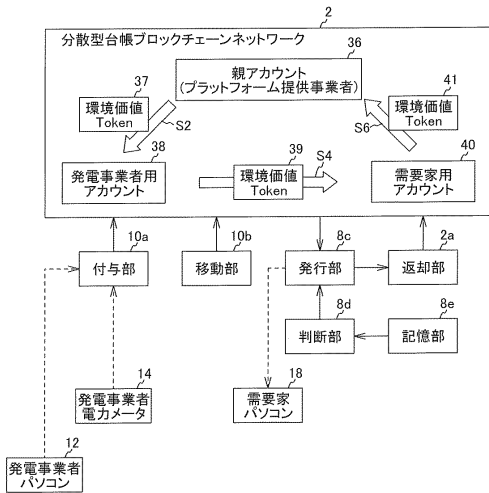 2
分散型台帳ブロックチェーンネットワーク
36
親アカウント
(プラットフォーム提供事業者)
37
環境価値
Token
S2
41
環境価値
Token
S6
38
発電事業者用
アカウント
39
環境価値
Token
S4
40
需要家用
アカウント
10a
付与部
10b
移動部
8c
発行部
2a
返却部
8d
判断部
8e
記憶部
14
発電事業者
電力メータ
18
需要家
パソコン
12
発電事業者
パソコン